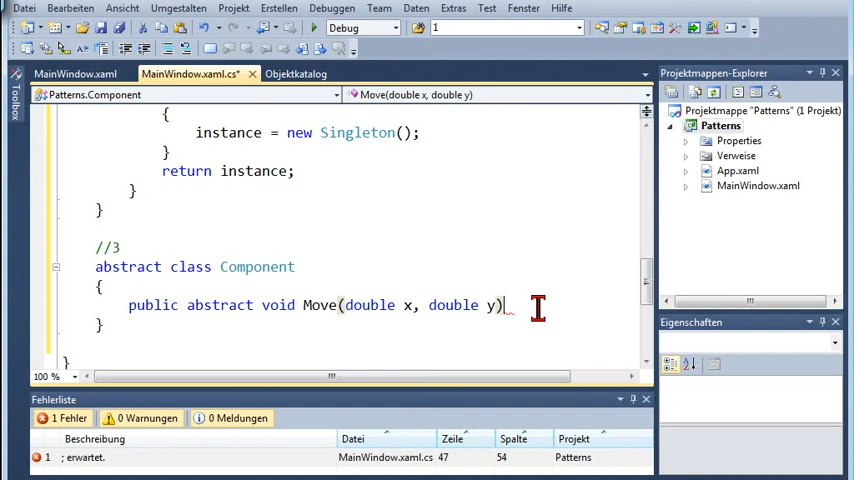 Datei Bearbeiten Ansicht Umgestalten Projekt Erstellen Debuggen Team Daten Extras Test Fenster Hilfe
Debug 1
MainWindow.xaml MainWindow.xaml.cs* Objektkatalog
Patterns.Component Move(double x, double y)
Toolbox
{
instance = new Singleton();
}
return instance;
}
}
//3
abstract class Component
{
public abstract void Move(double x, double y)
}
}
100 %
Projektmappen-Explorer
Projektmappe "Patterns" (1 Projekt)
Patterns
Properties
Verweise
App.xaml
MainWindow.xaml
Eigenschaften
Fehlerliste
1 Fehler 0 Warnungen 0 Meldungen
Beschreibung Datei Zeile Spalte Projekt
1 ; erwartet. MainWindow.xaml.cs 47 54 Patterns